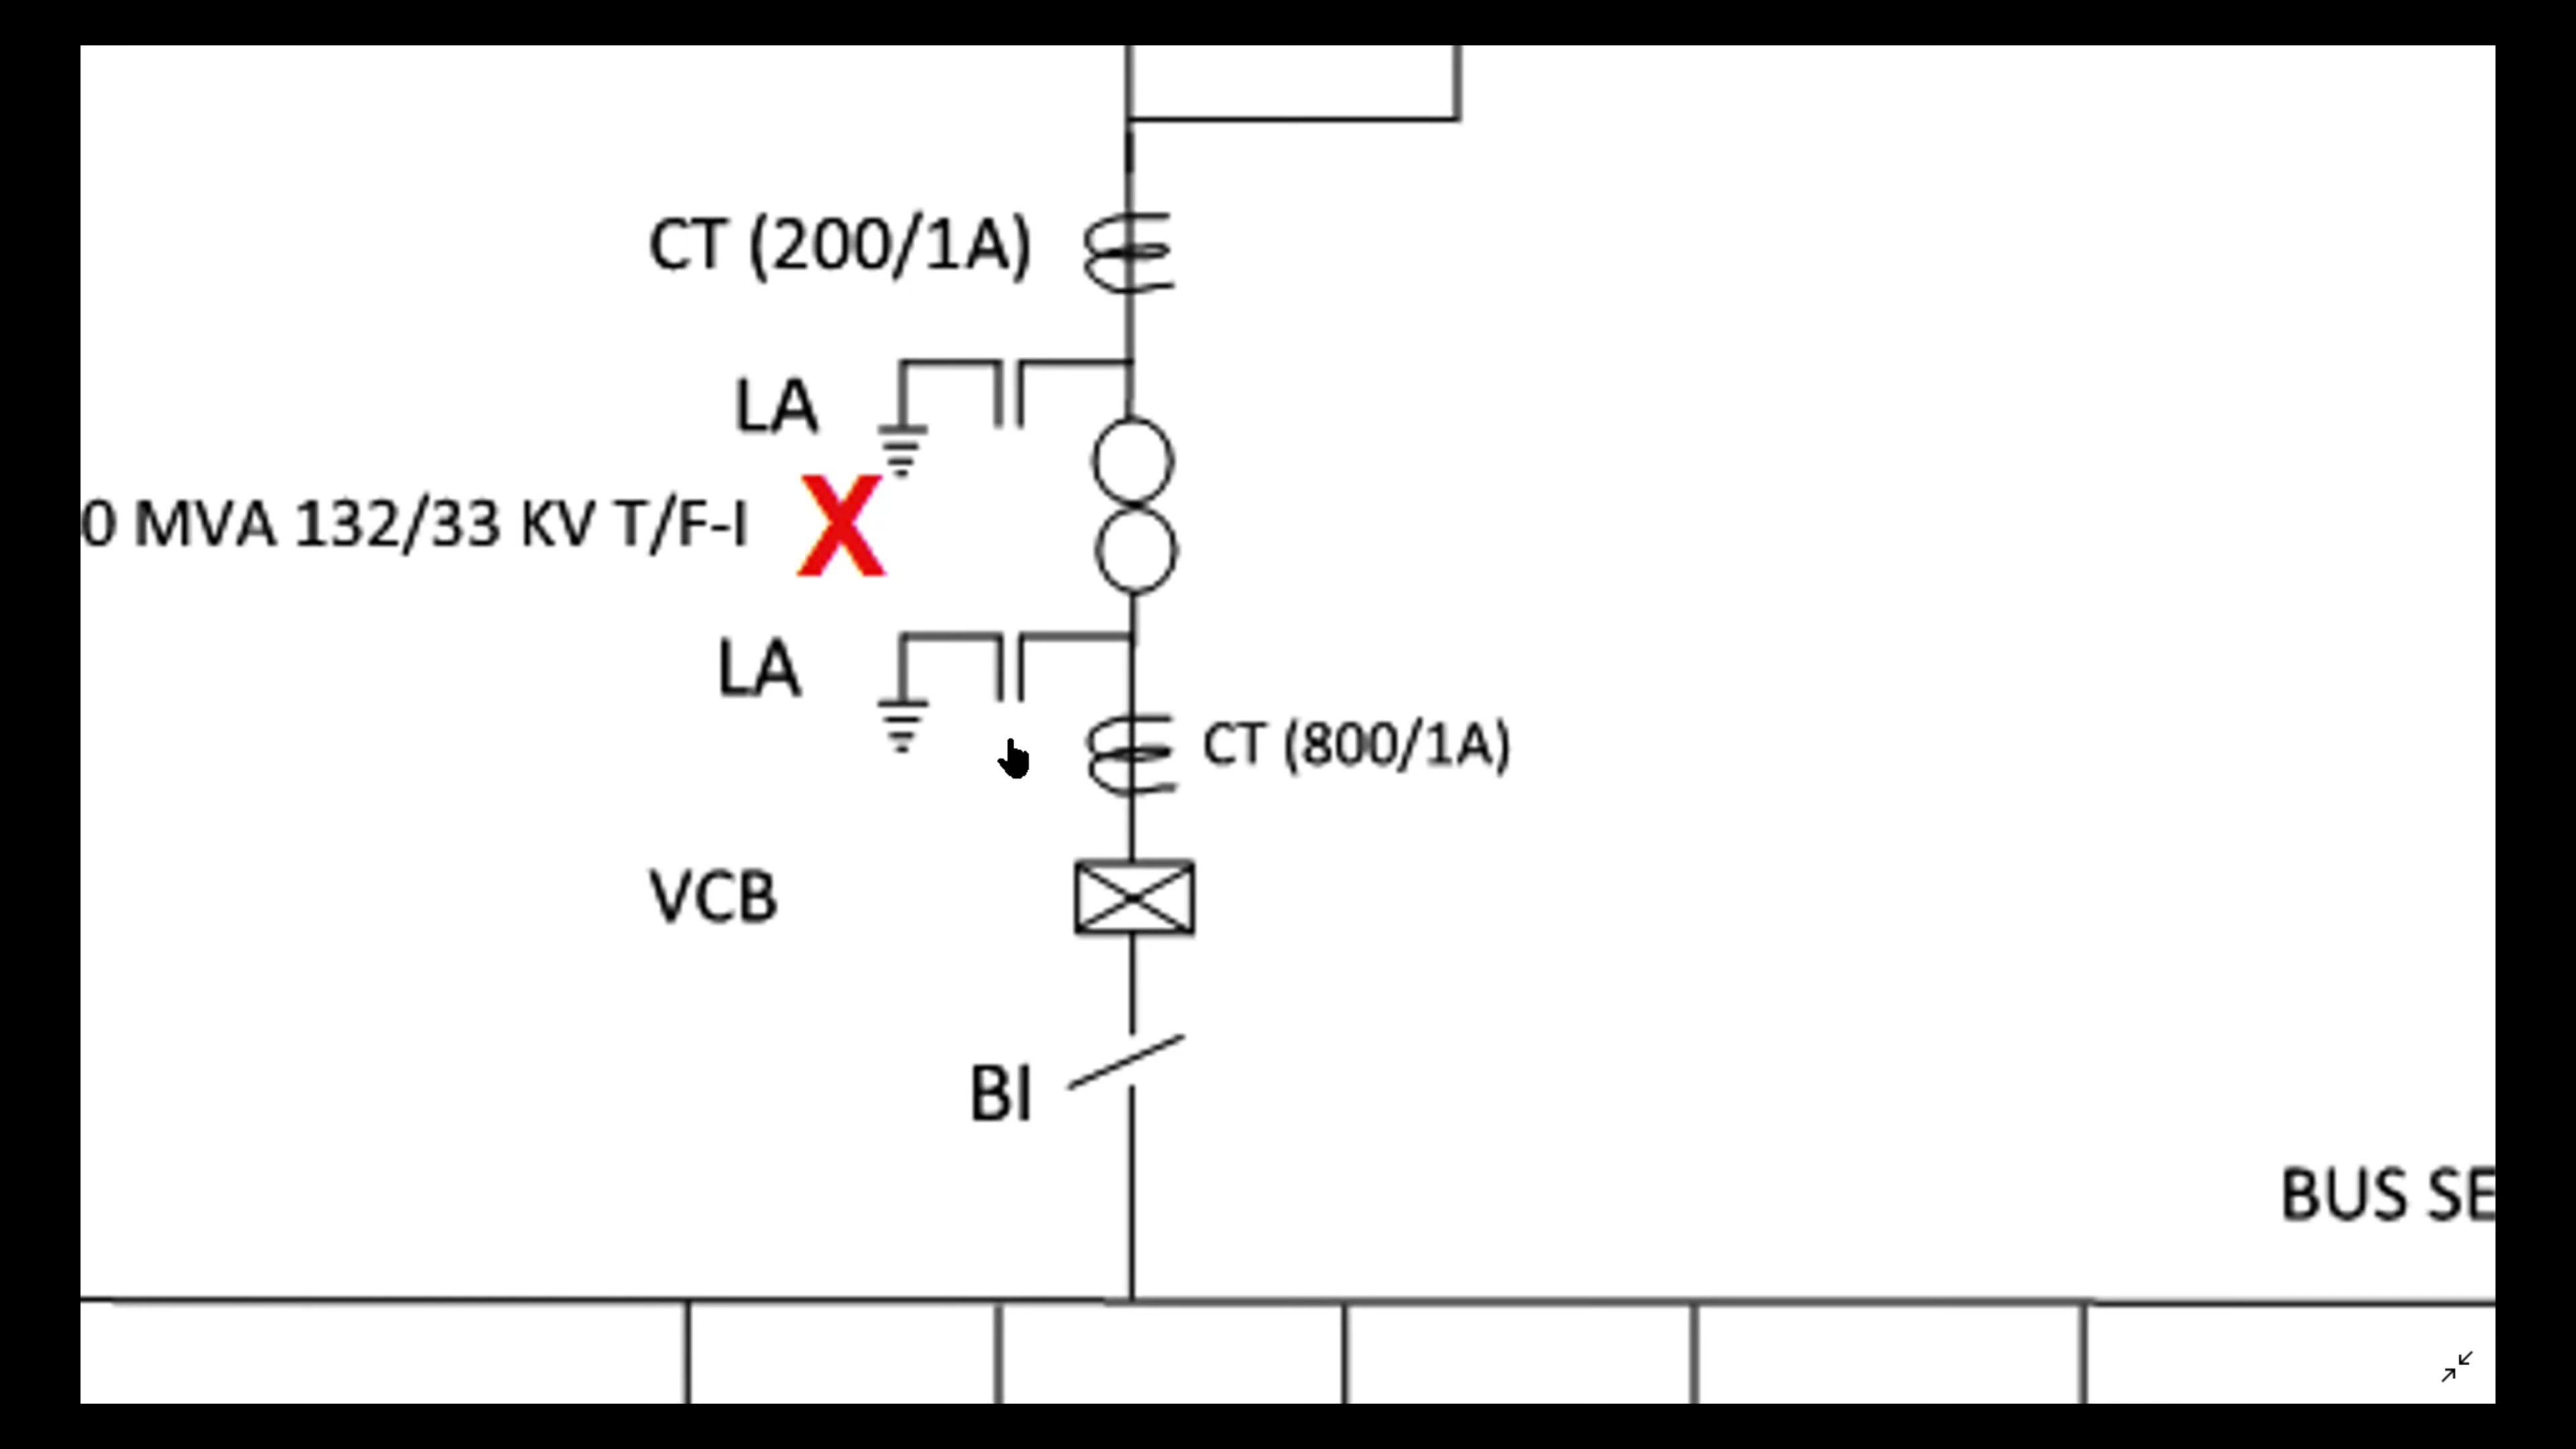 CT (200/1A)
LA
0 MVA 132/33 KV T/F-I X
LA
CT (800/1A)
VCB
BI
BUS SE